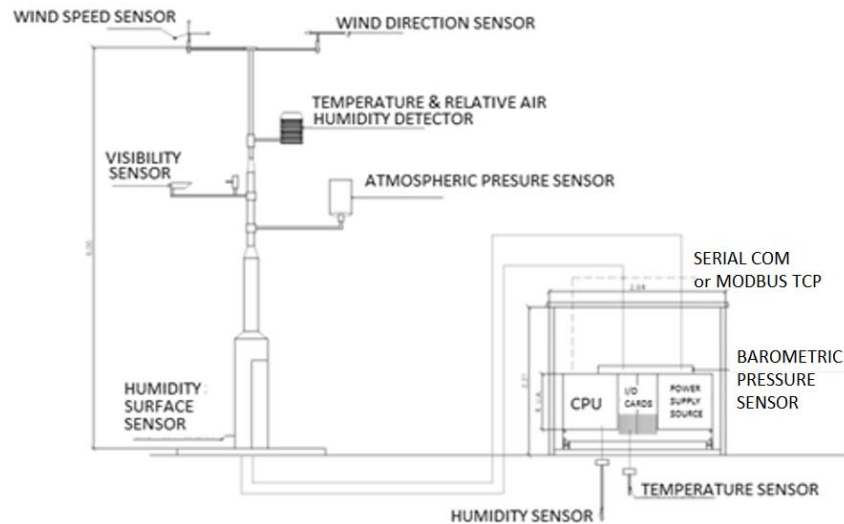 WIND SPEED SENSOR
WIND DIRECTION SENSOR
TEMPERATURE & RELATIVE AIR
HUMIDITY DETECTOR
VISIBILITY
SENSOR
ATMOSPHERIC PRESURE SENSOR
SERIAL COM
or MODBUS TCP
BAROMETRIC
PRESSURE
SENSOR
CPU
I/O
CARDS
POWER
SUPPLY
SOURCE
HUMIDITY
SURFACE
SENSOR
TEMPERATURE SENSOR
HUMIDITY SENSOR